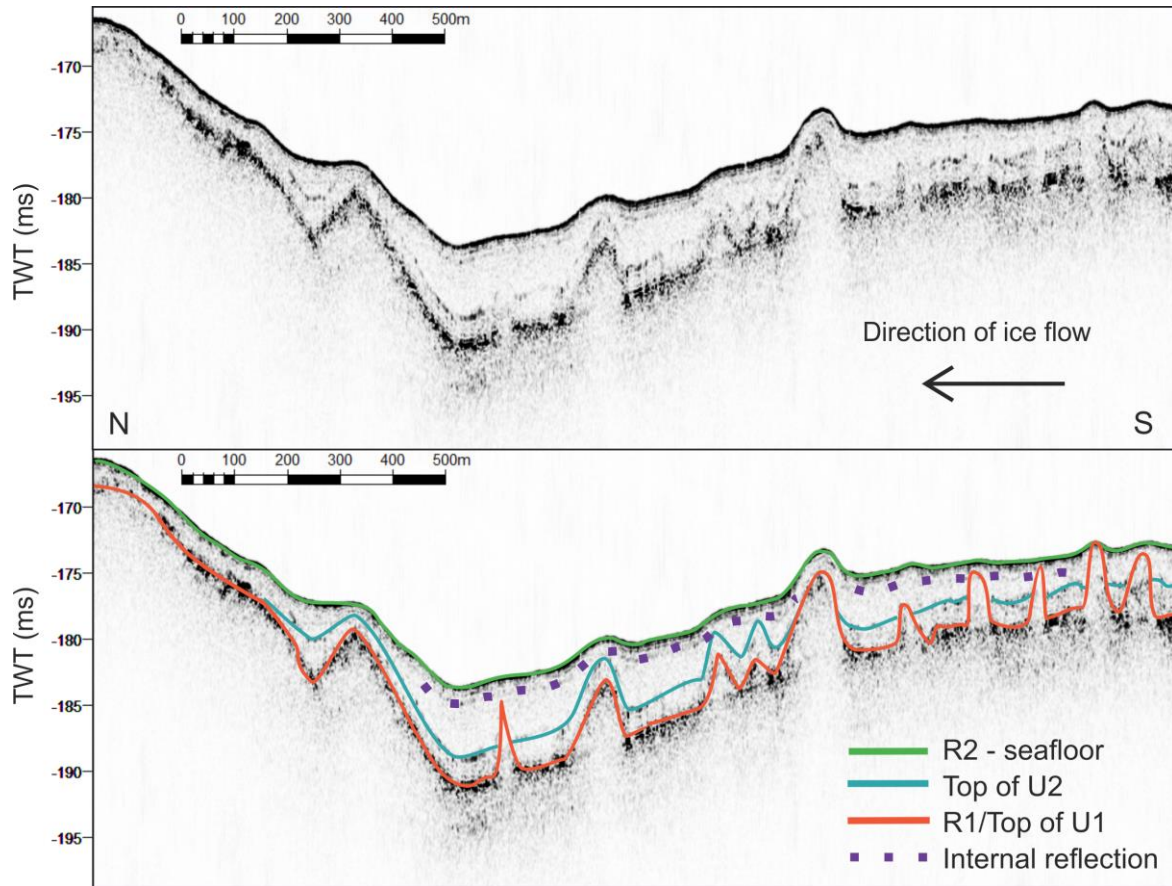 0 100 200 300 400 500m
-170
-175
-180
-185
-190
-195
TWT (ms)
Direction of ice flow
N
S
0 100 200 300 400 500m
-170
-175
-180
-185
-190
-195
TWT (ms)
R2 - seafloor
Top of U2
R1/Top of U1
Internal reflection